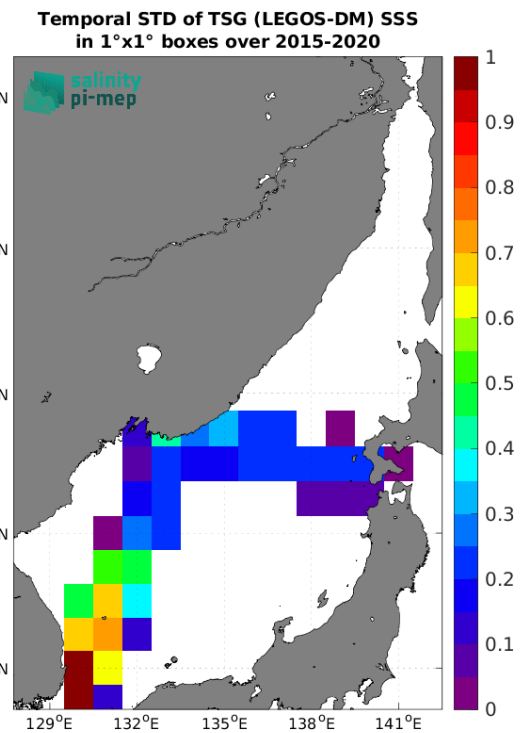 Temporal STD of TSG (LEGOS-DM) SSS
in 1°x1° boxes over 2015-2020
salinity
pi-mep
N
N
N
N
N
1
0.9
0.8
0.7
0.6
0.5
0.4
0.3
0.2
0.1
0
129°E 132°E 135°E 138°E 141°E